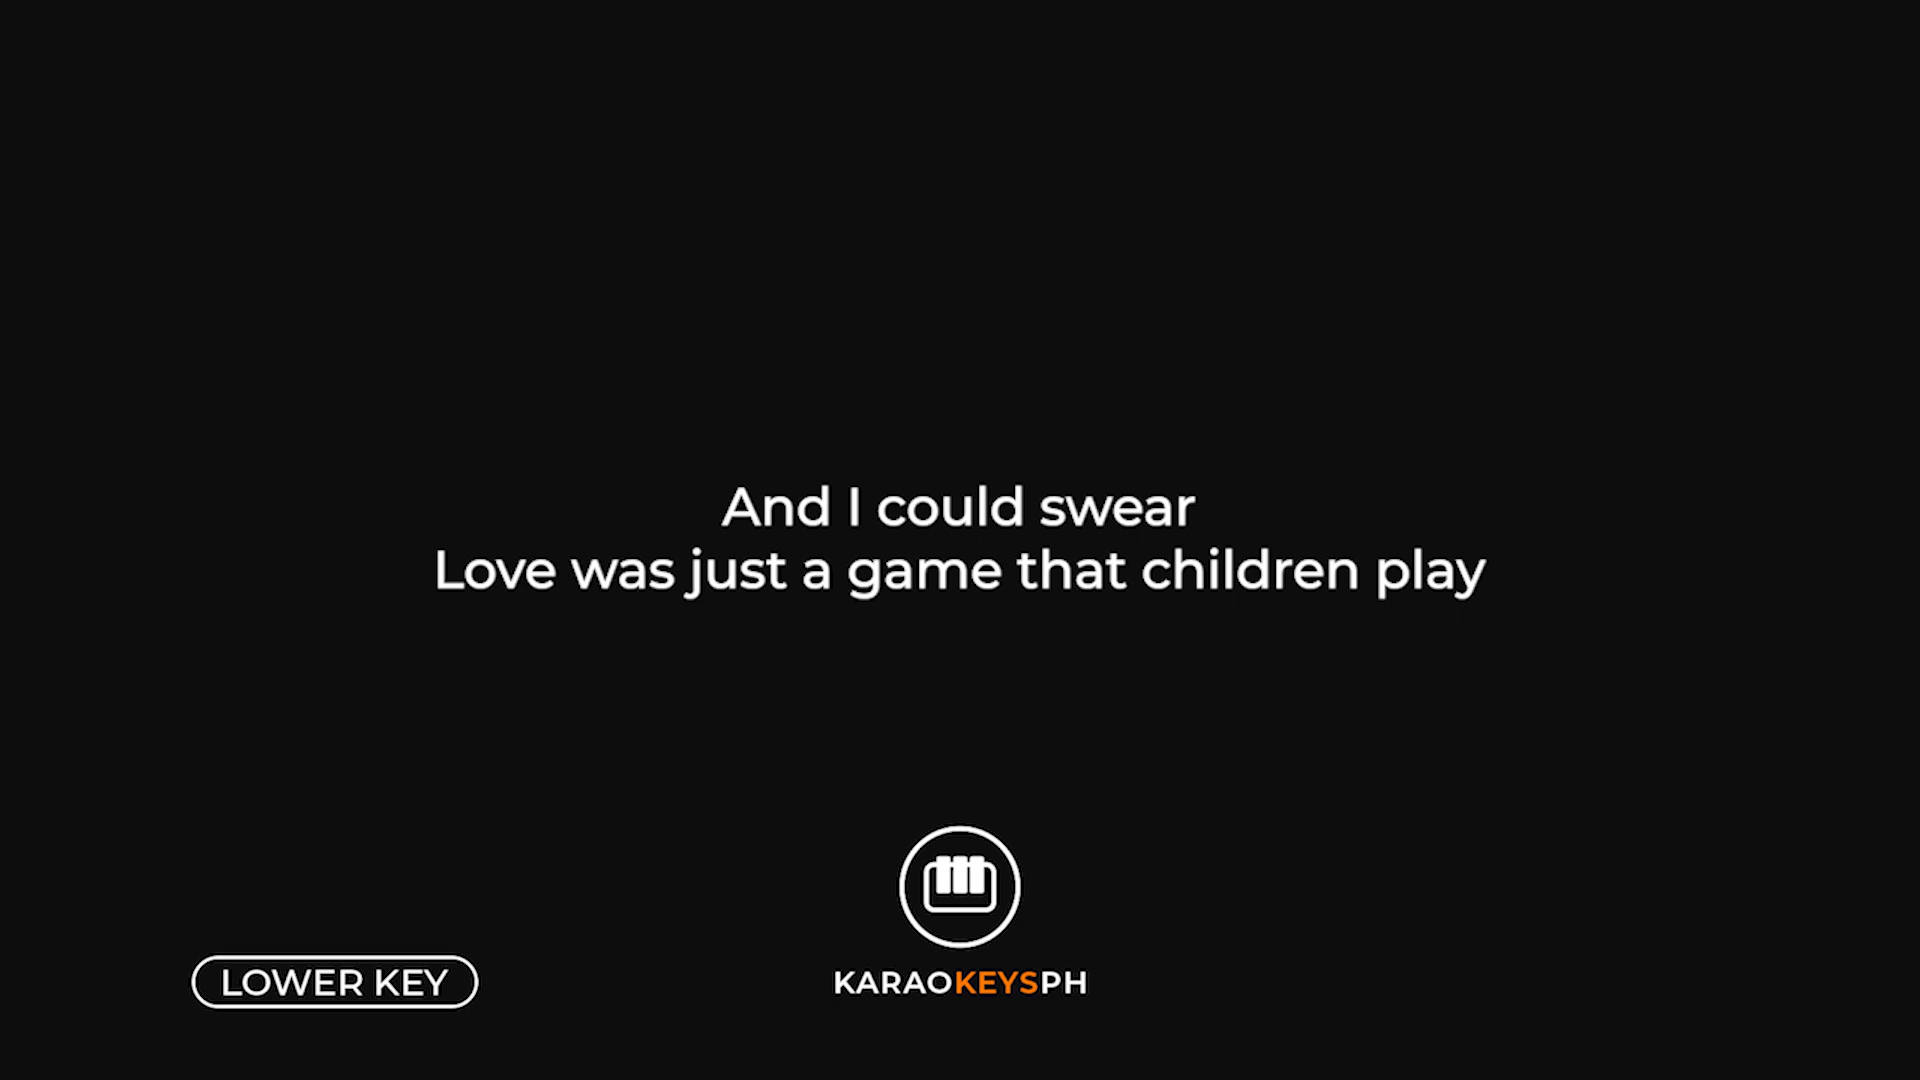 And I could swear
Love was just a game that children play
LOWER KEY
KARAOKEYSPH